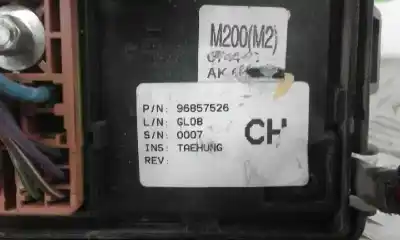 M200(M2)
AK
P/N: 96857526
L/N: GL08
S/N: 0007
INS: TAEHUNG
REV:
CH